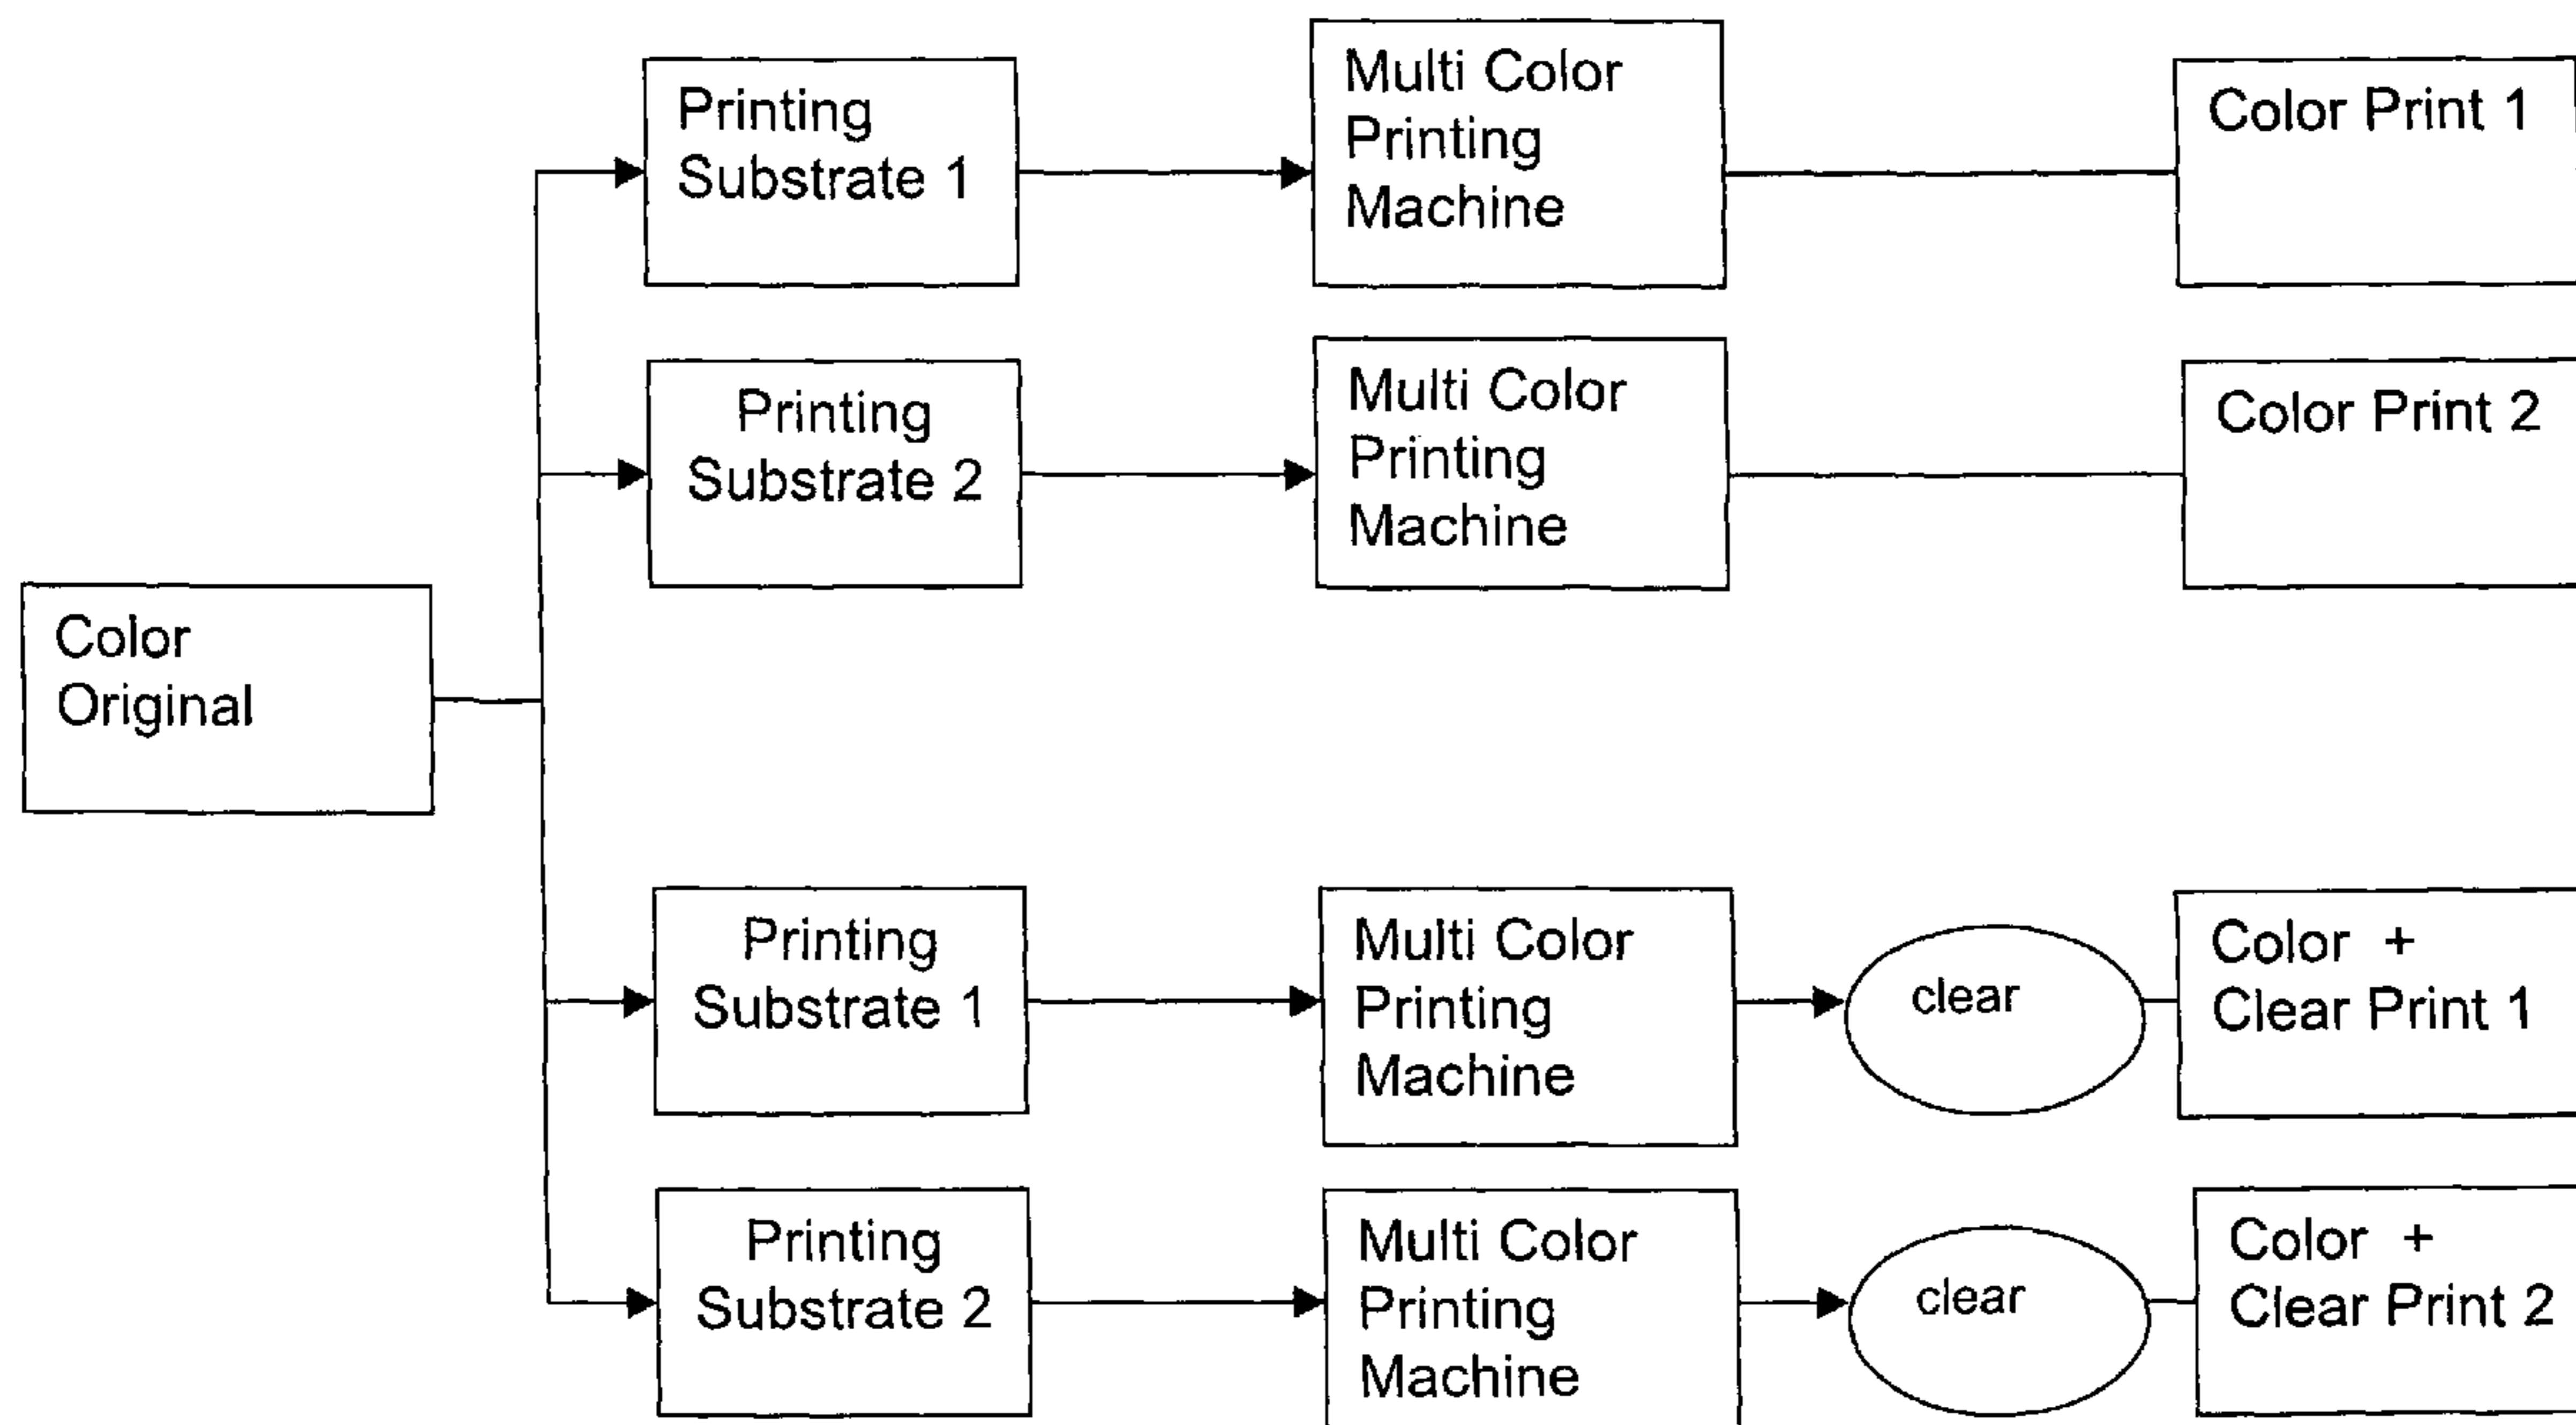 Printing
Substrate 1
Multi Color
Printing
Machine
Color Print 1
Printing
Substrate 2
Multi Color
Printing
Machine
Color Print 2
Color
Original
Printing
Substrate 1
Multi Color
Printing
Machine
clear
Color +
Clear Print 1
Printing
Substrate 2
Multi Color
Printing
Machine
clear
Color +
Clear Print 2